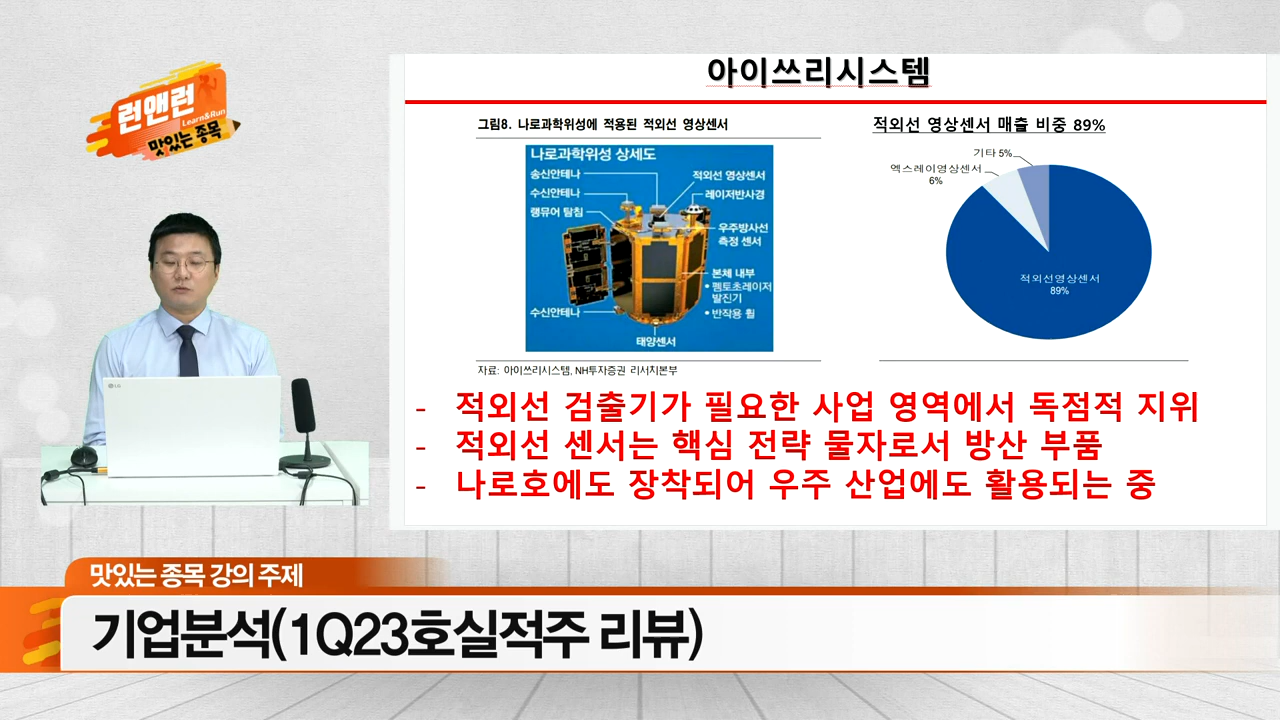 런앤런
Learn&Run
맛있는 종목
아이쓰리시스템
그림8. 나로과학위성에 적용된 적외선 영상센서
나로과학위성 상세도
송신안테나
수신안테나
랭뮤어 탐침
수신안테나
적외선 영상센서
레이저반사경
우주방사선
측정 센서
본체 내부
• 펨토초레이저
발진기
• 반작용 휠
태양센서
자료: 아이쓰리시스템, NH투자증권 리서치본부
적외선 영상센서 매출 비중 89%
기타 5%
엑스레이영상센서
6%
적외선영상센서
89%
- 적외선 검출기가 필요한 사업 영역에서 독점적 지위
- 적외선 센서는 핵심 전략 물자로서 방산 부품
- 나로호에도 장착되어 우주 산업에도 활용되는 중
LG
맛있는 종목 강의 주제
기업분석(1Q23호실적주 리뷰)